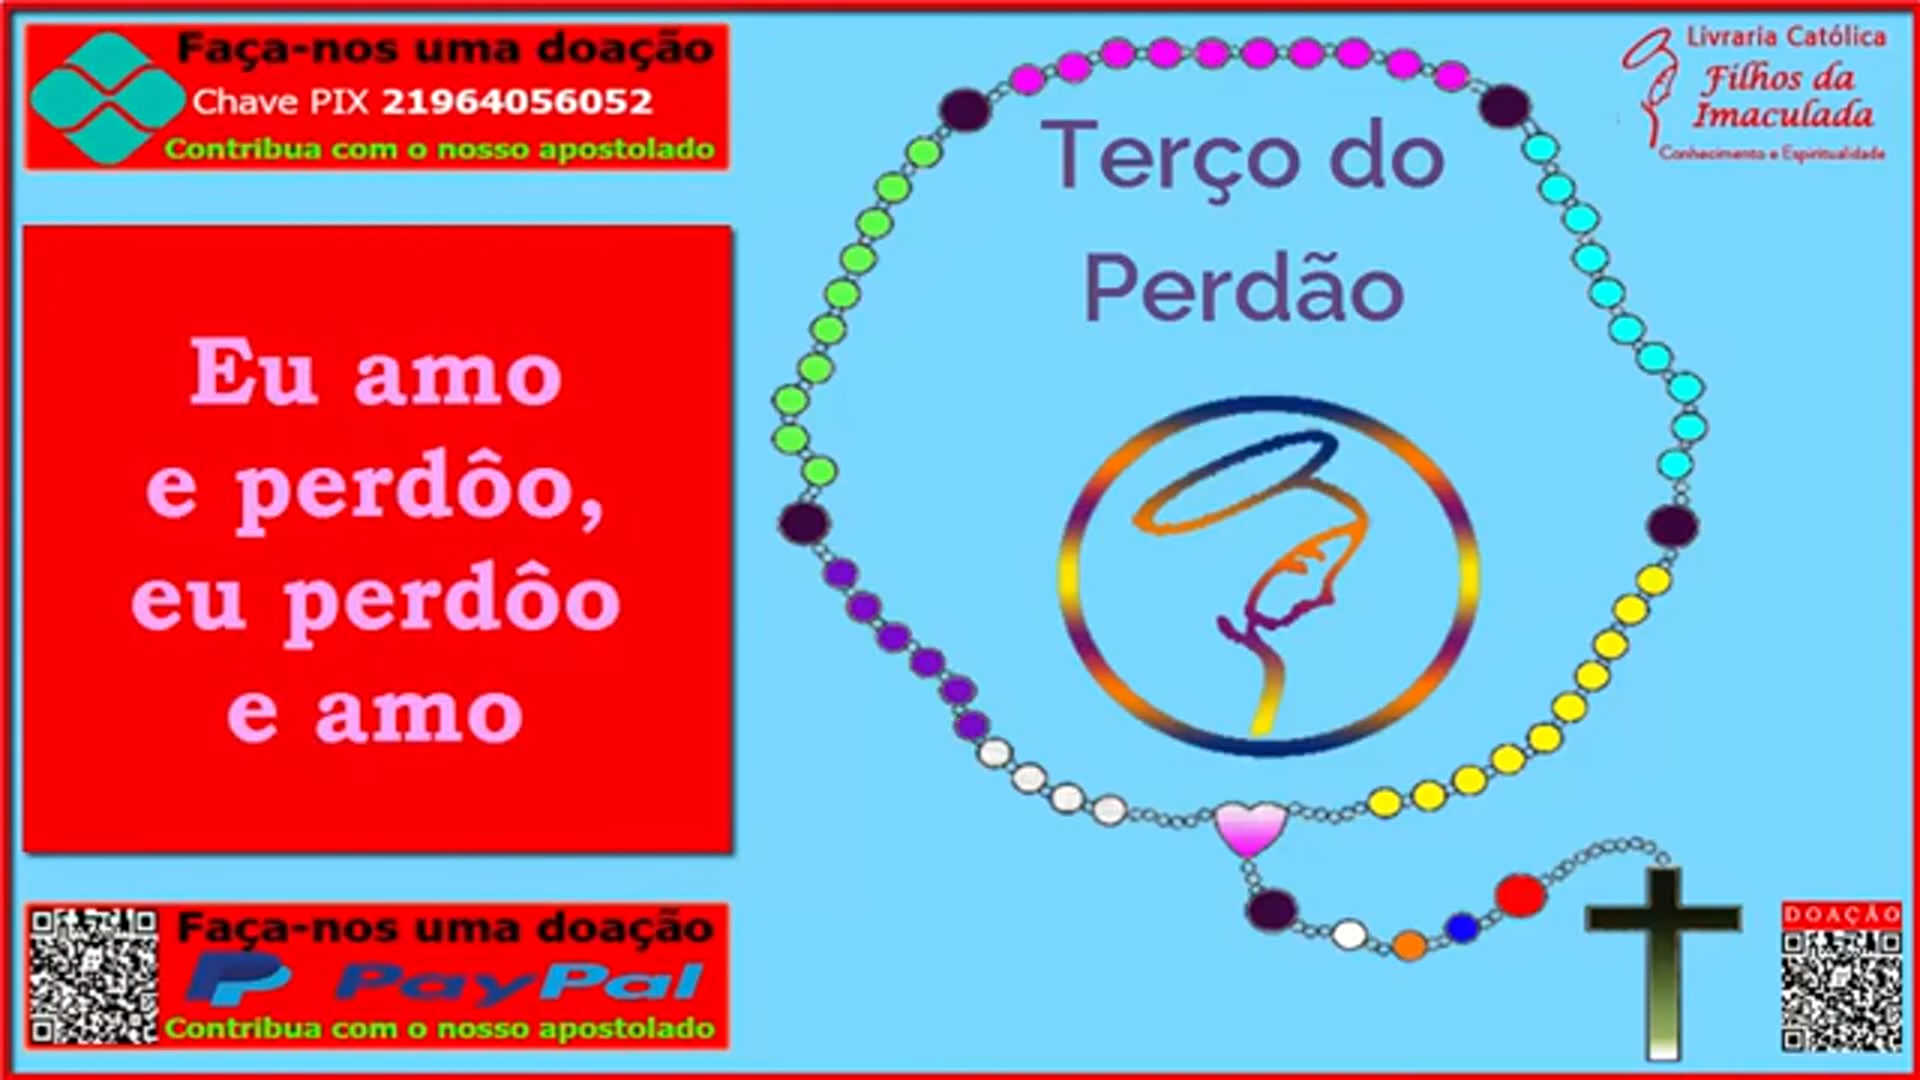 Faça-nos uma doação
Chave PIX 21964056052
Contribua com o nosso apostolado
Eu amo
e perdôo,
eu perdôo
e amo
Faça-nos uma doação
PayPal
Contribua com o nosso apostolado
Terço do
Perdão
Livraria Católica
Filhos da
Imaculada
Conhecimento e Espiritualidade
DOAÇÃO